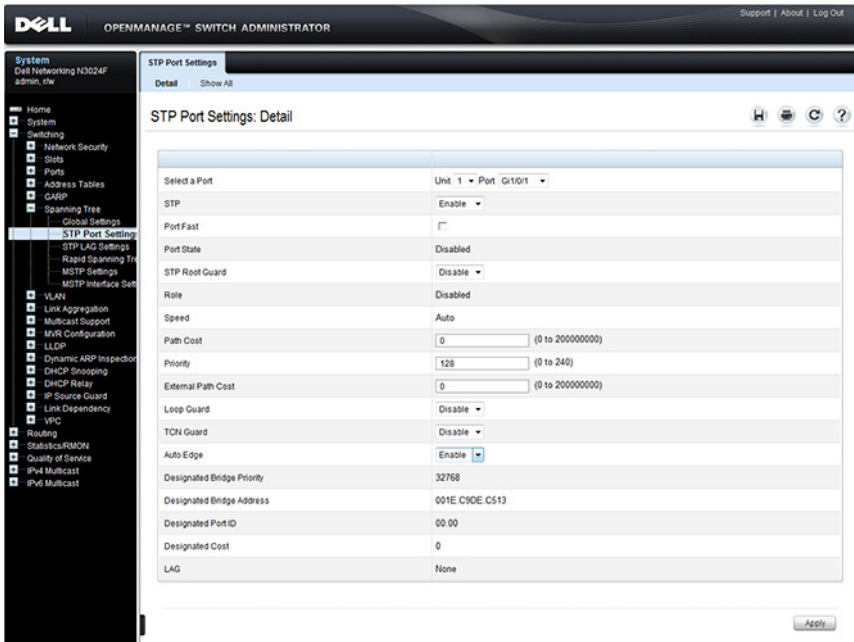 Support | About | Log Out
DELL OPENMANAGE™ SWITCH ADMINISTRATOR
System
Dell Networking N3024F
admin, r/w
Home
System
Switching
Network Security
Slots
Ports
Address Tables
GARP
Spanning Tree
Global Settings
STP Port Setting
STP LAG Settings
Rapid Spanning Tre
MSTP Settings
MSTP Interface Sett
VLAN
Link Aggregation
Multicast Support
MVR Configuration
LLDP
Dynamic ARP Inspection
DHCP Snooping
DHCP Relay
IP Source Guard
Link Dependency
VPC
Routing
Statistics/RMON
Quality of Service
IPv4 Multicast
IPv6 Multicast
STP Port Settings
Detail Show All
STP Port Settings: Detail
Select a Port Unit 1 Port Gi1/0/1
STP Enable
Port Fast
Port State Disabled
STP Root Guard Disable
Role Disabled
Speed Auto
Path Cost 0 (0 to 200000000)
Priority 128 (0 to 240)
External Path Cost 0 (0 to 200000000)
Loop Guard Disable
TCN Guard Disable
Auto Edge Enable
Designated Bridge Priority 32768
Designated Bridge Address 001E.C9DE.C513
Designated Port ID 00:00
Designated Cost 0
LAG None
Apply